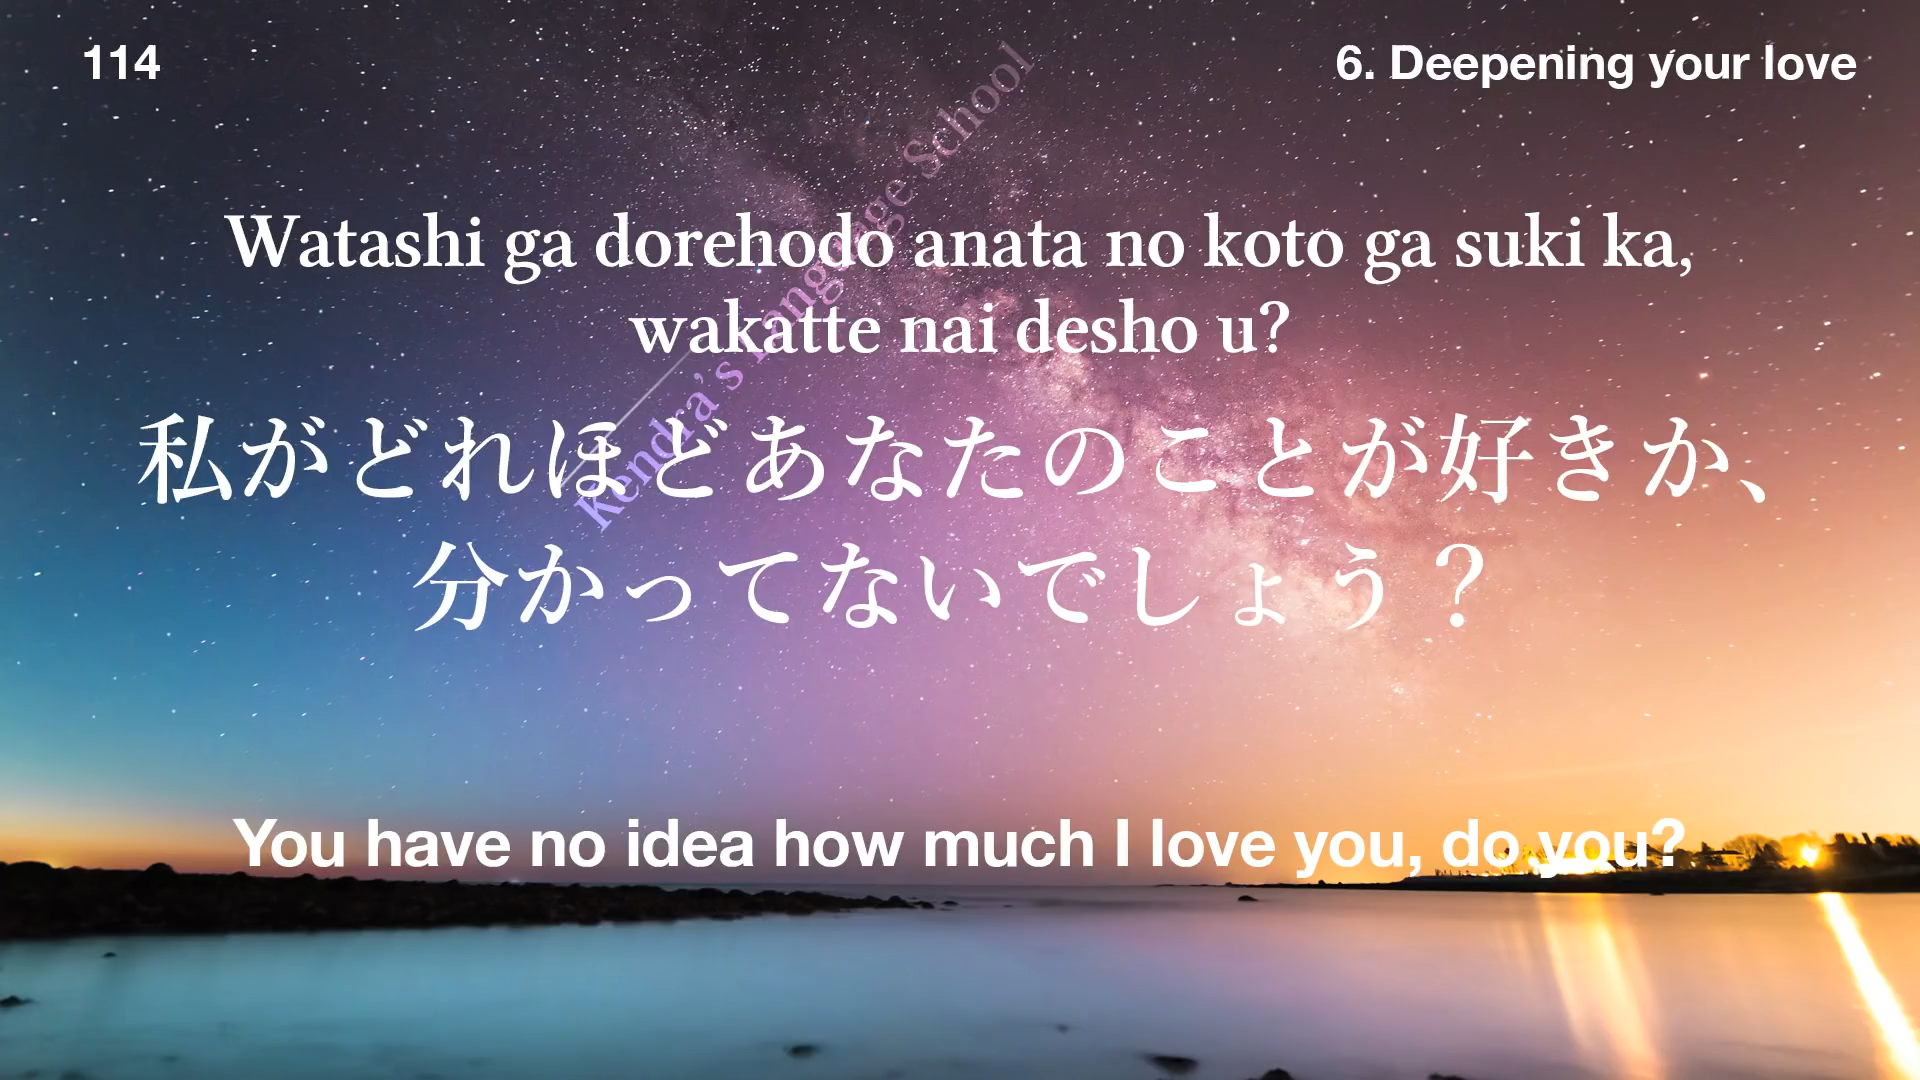 114
6. Deepening your love
Watashi ga dorehodo anata no koto ga suki ka,
wakatte nai desho u?
私がどれほどあなたのことが好きか、
分かってないでしょう？
You have no idea how much I love you, do you?
Kendra's Language School